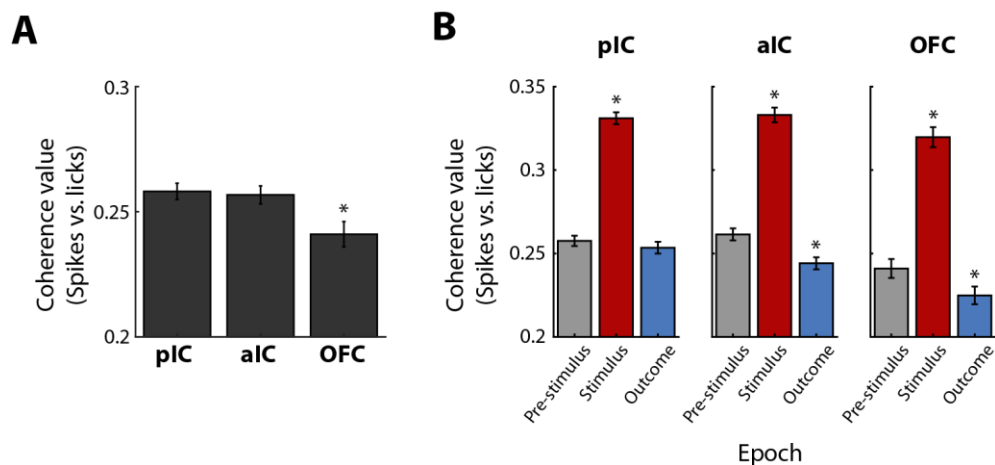 A
Coherence value
(Spikes vs. licks)
0.3
0.25
0.2
*
pIC aIC OFC
B
pIC aIC OFC
Coherence value
(Spikes vs. licks)
0.35
0.3
0.25
0.2
* * *
* *
Pre-stimulus Stimulus Outcome Pre-stimulus Stimulus Outcome Pre-stimulus Stimulus Outcome
Epoch